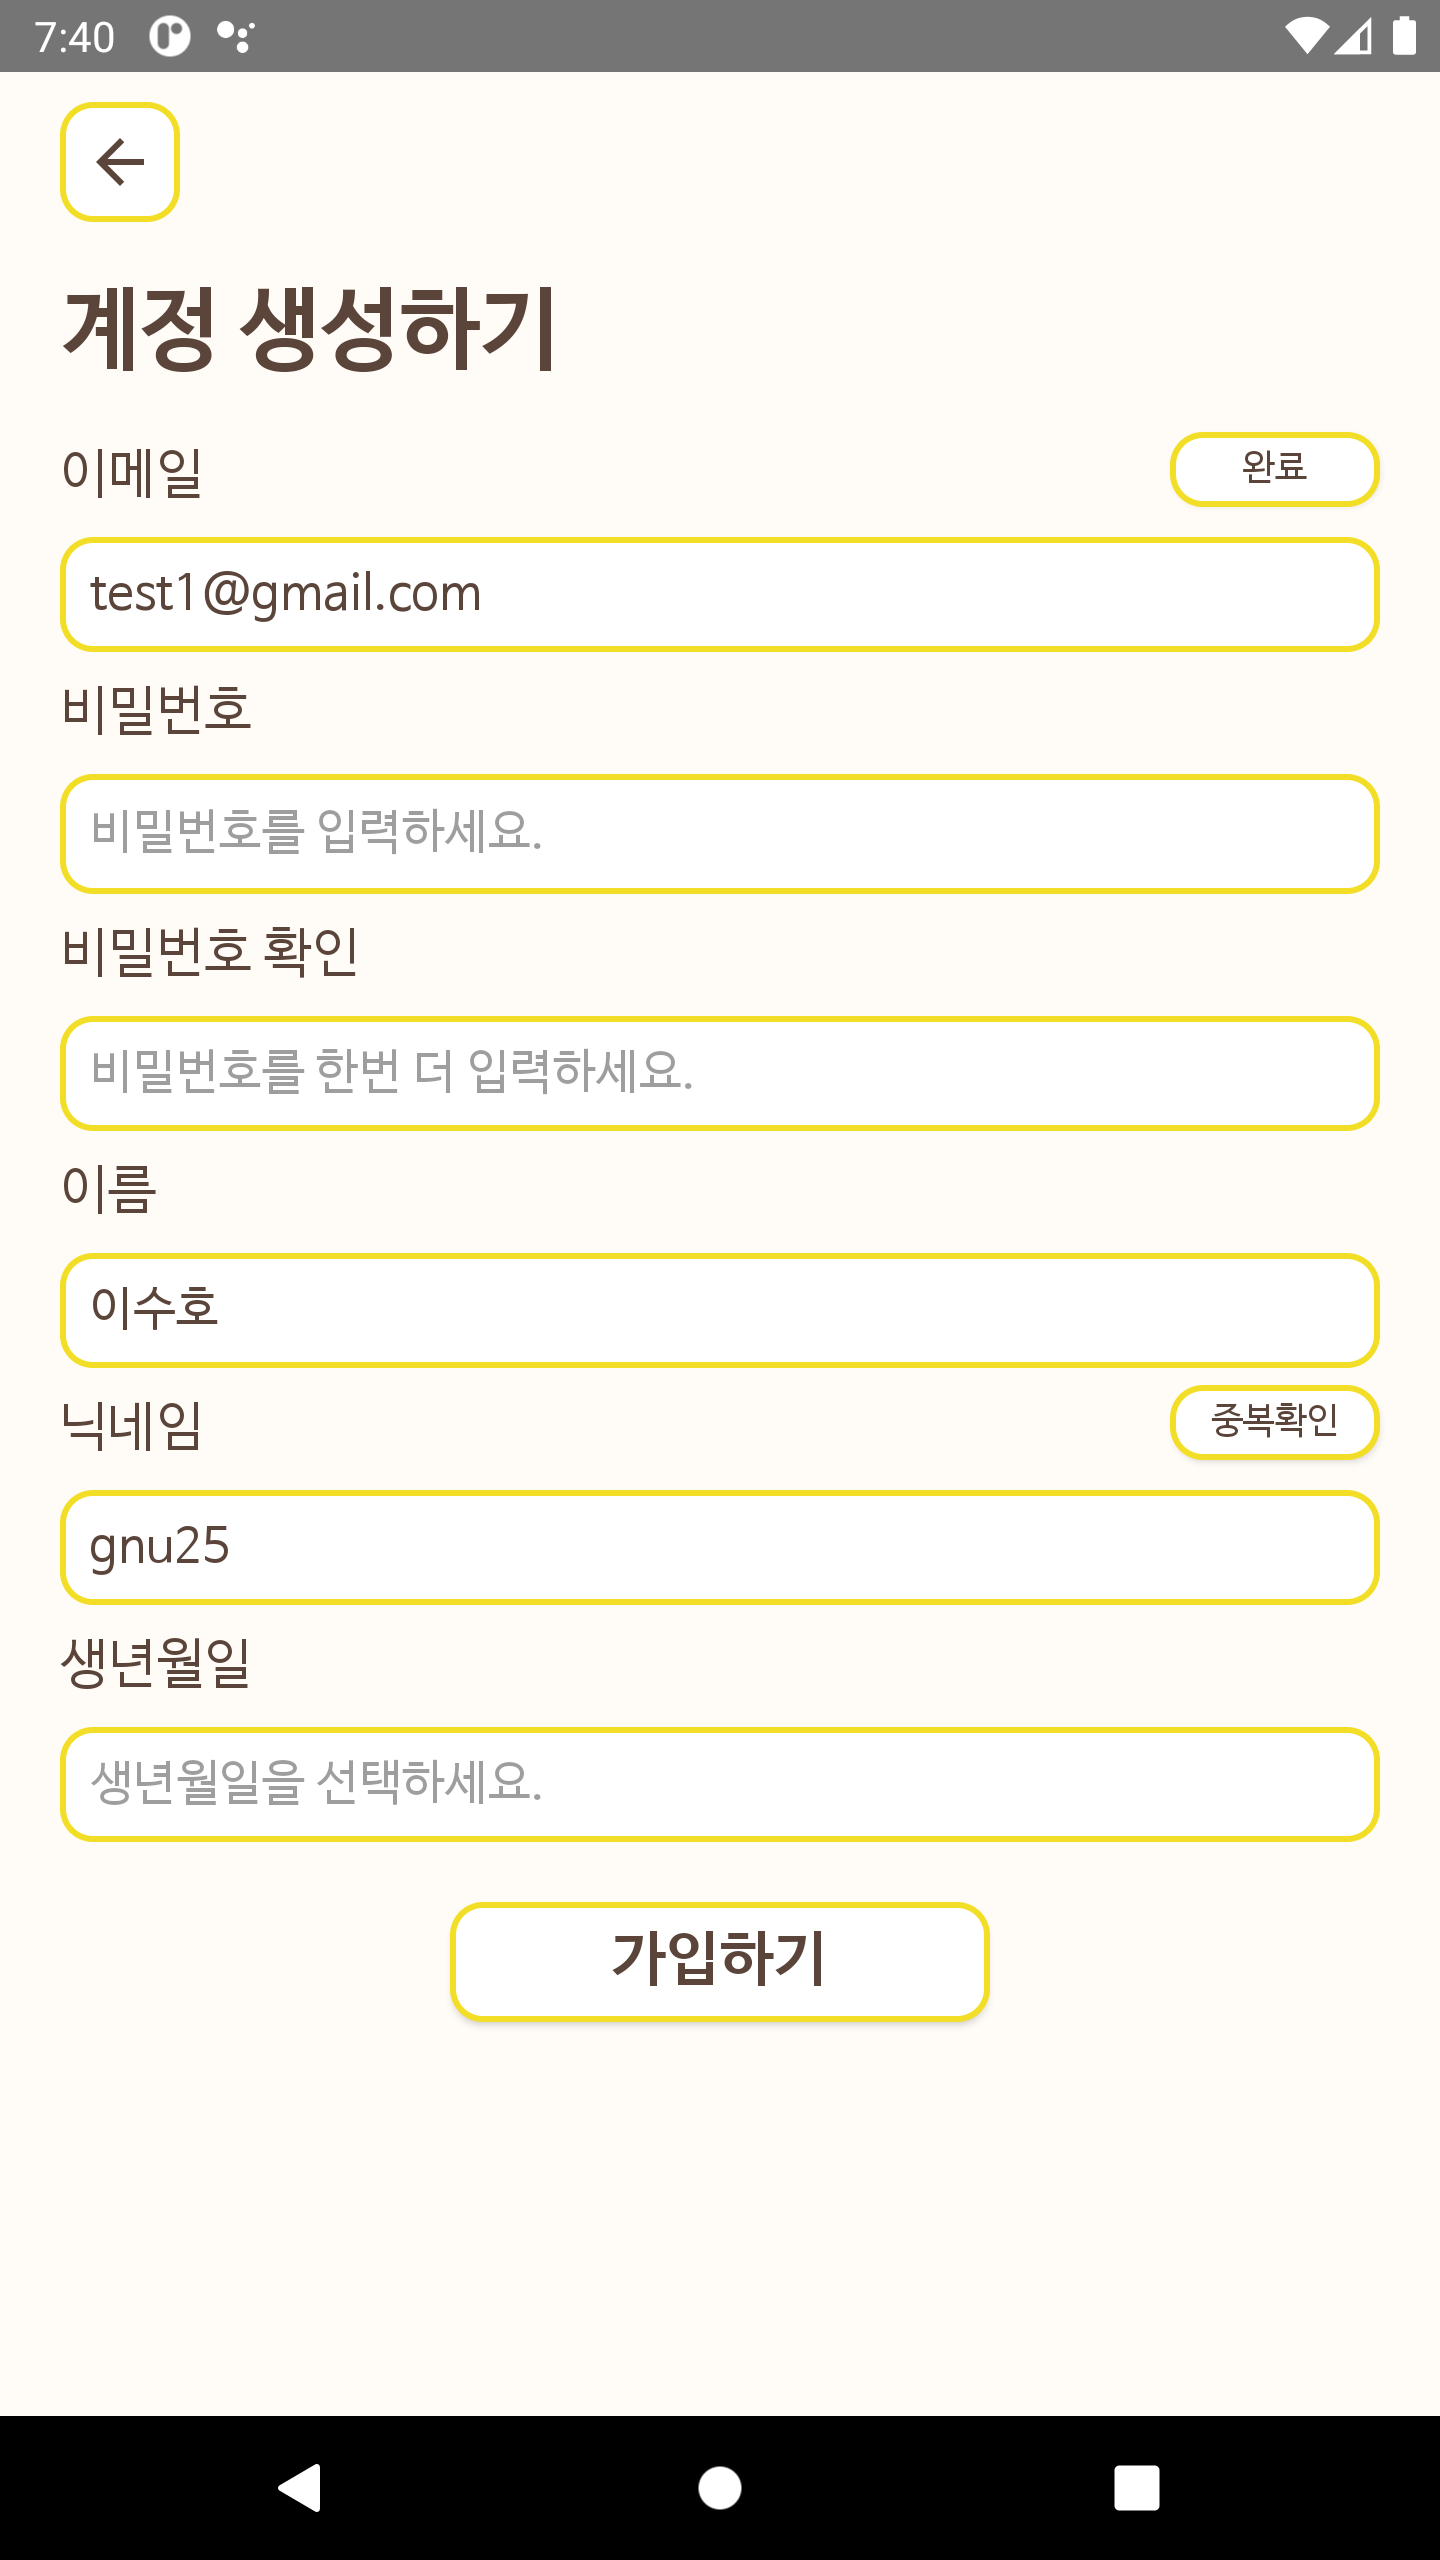 7:40
계정 생성하기
이메일
완료
test1@gmail.com
비밀번호
비밀번호를 입력하세요.
비밀번호 확인
비밀번호를 한번 더 입력하세요.
이름
이수호
닉네임
중복확인
gnu25
생년월일
생년월일을 선택하세요.
가입하기